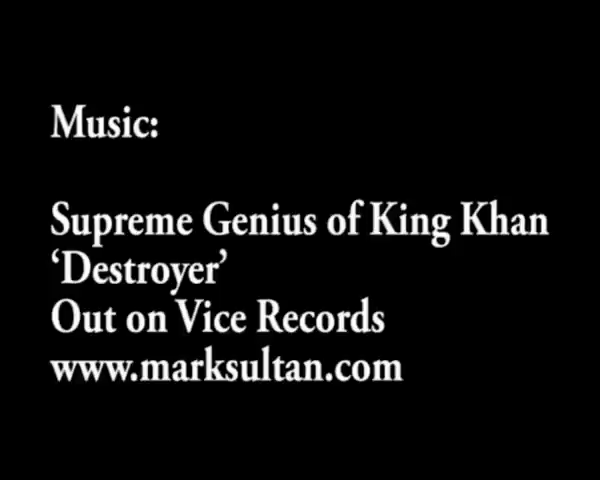 Music:
Supreme Genius of King Khan
‘Destroyer’
Out on Vice Records
www.marksultan.com